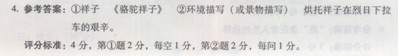 4. 参考答案：①祥子 《骆驼祥子》 ②环境描写（或景物描写） 烘托祥子在烈日下拉
车的艰辛。
评分标准：4分，第①题2分，每空1分，第②题2分，每问1分。